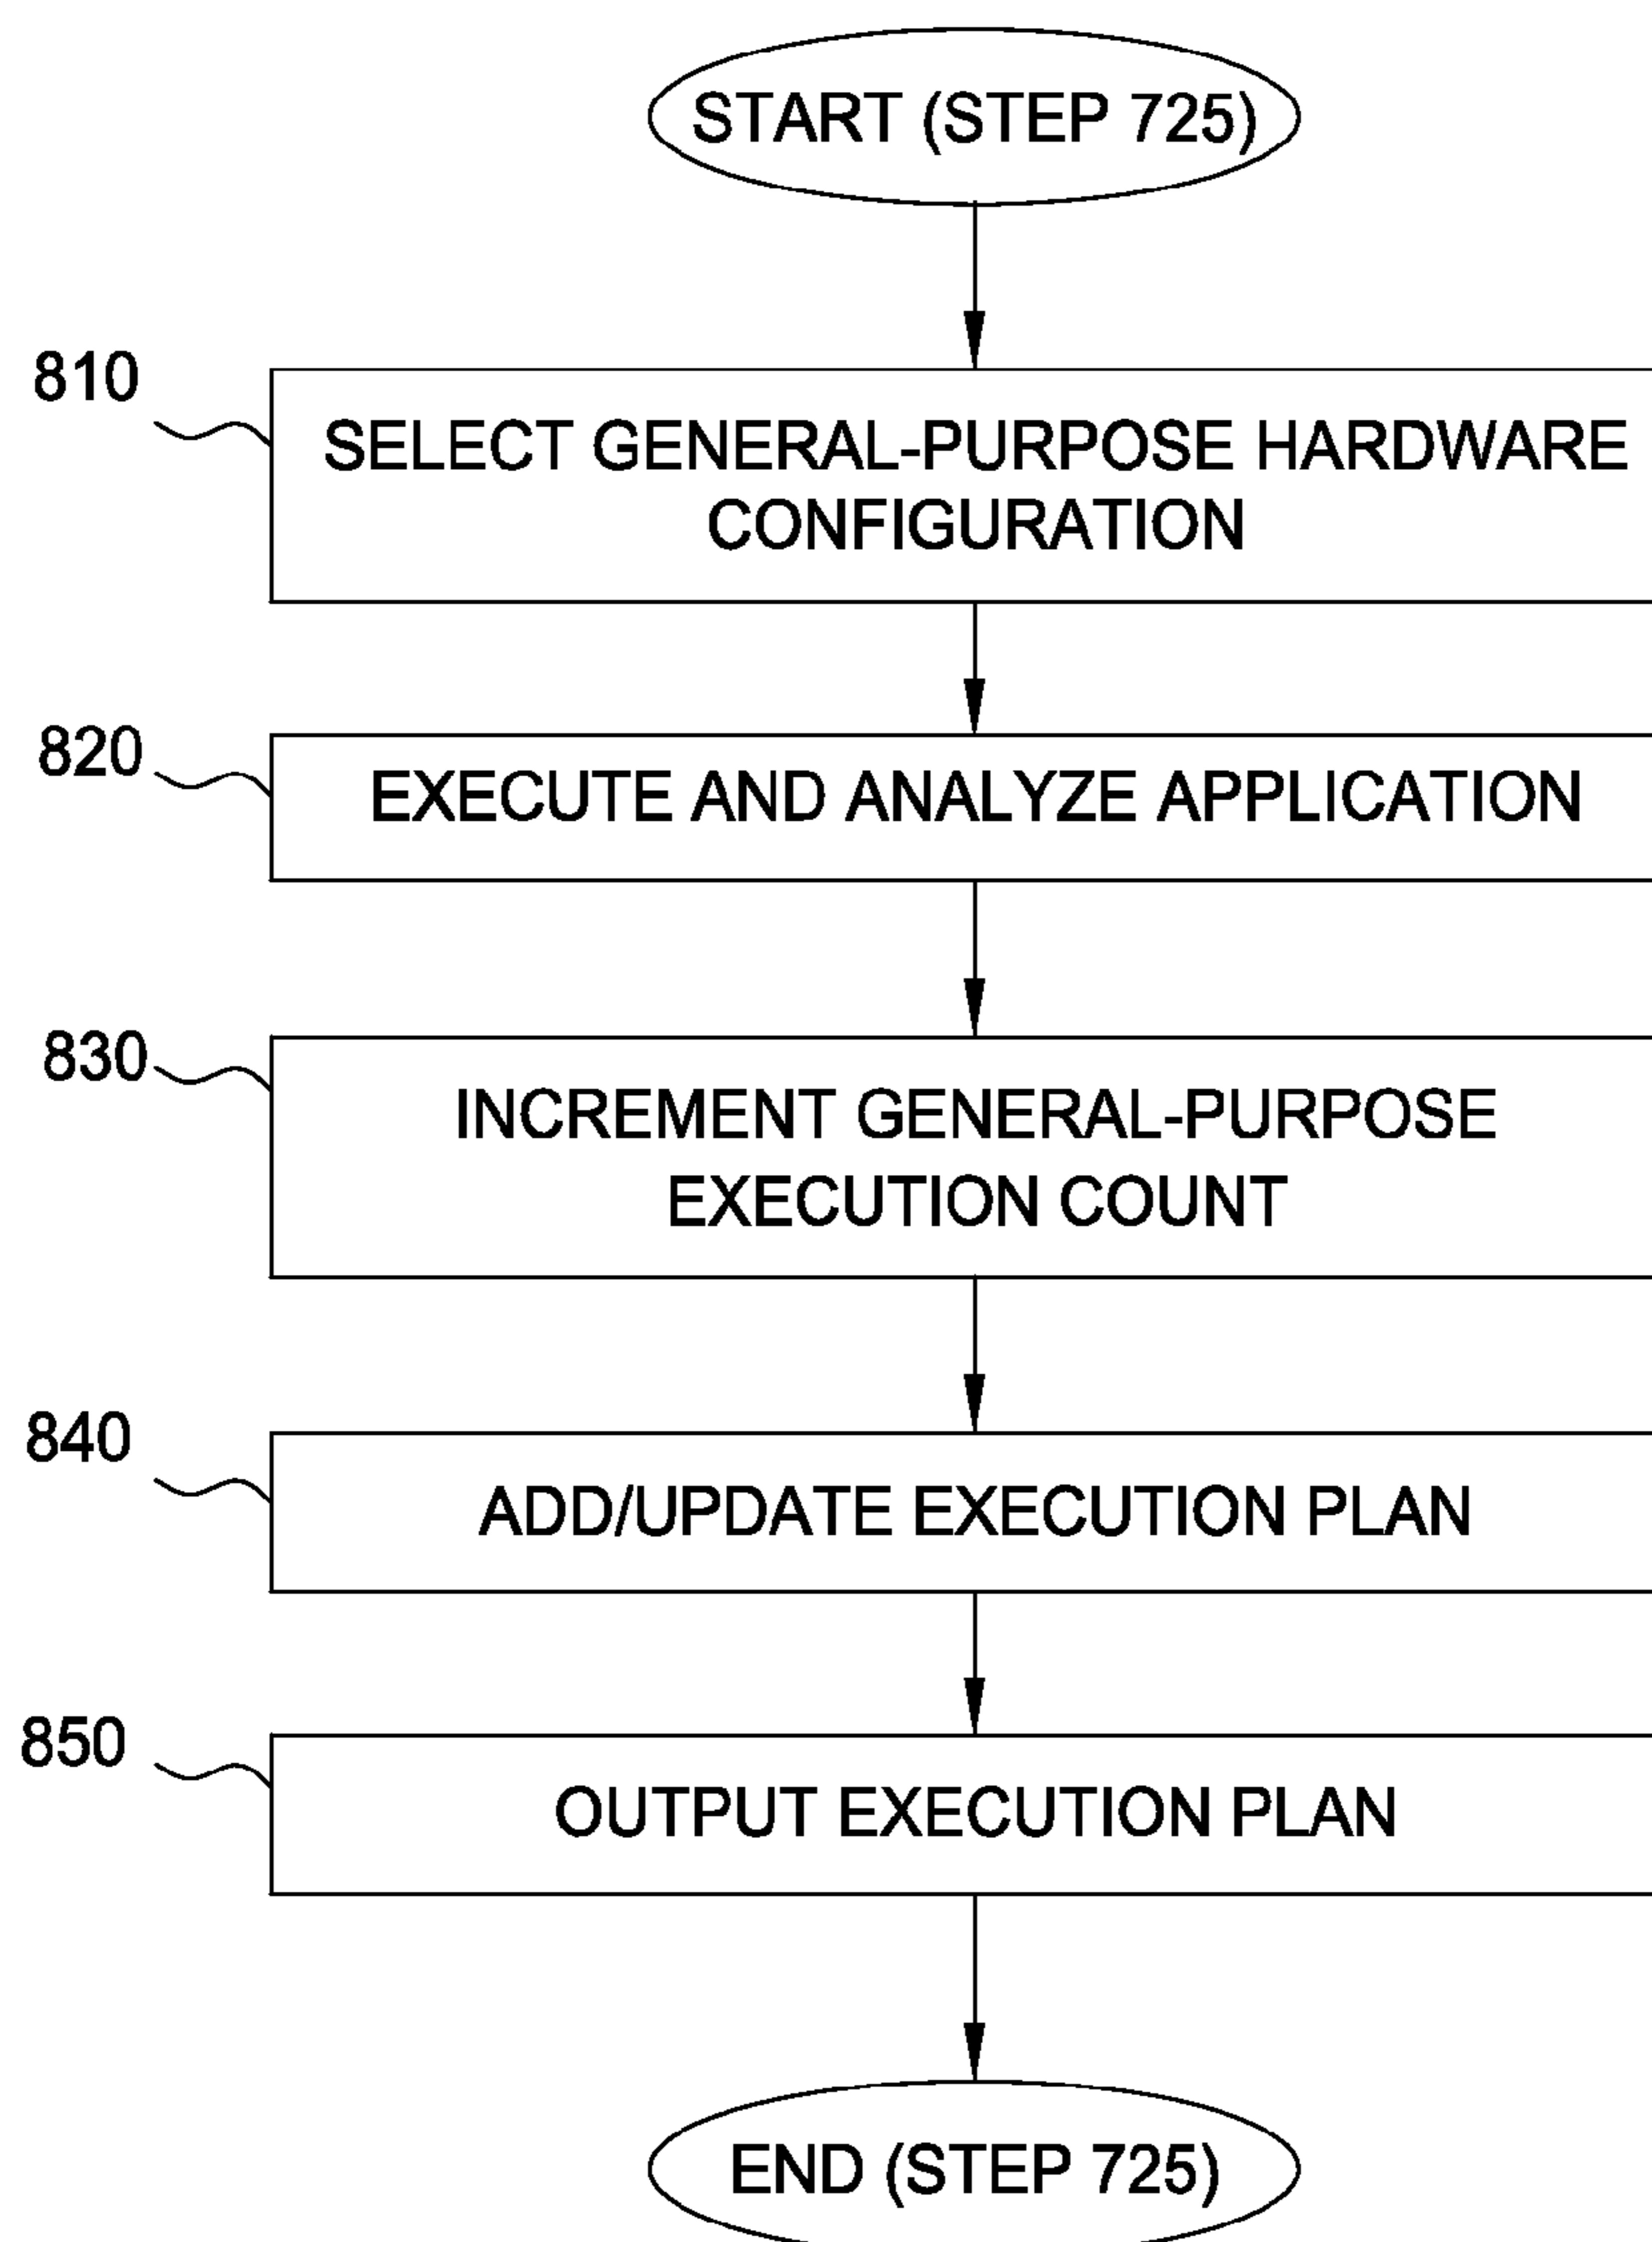 START (STEP 725)
810
SELECT GENERAL-PURPOSE HARDWARE
CONFIGURATION
820
EXECUTE AND ANALYZE APPLICATION
830
INCREMENT GENERAL-PURPOSE
EXECUTION COUNT
840
ADD/UPDATE EXECUTION PLAN
850
OUTPUT EXECUTION PLAN
END (STEP 725)